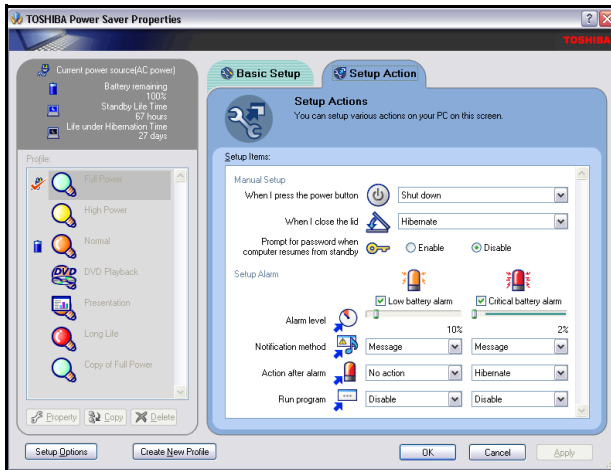 TOSHIBA Power Saver Properties
TOSHIBA
Current power source(AC power)
Battery remaining
100%
Standby Life Time
67 hours
Life under Hibernation Time
27 days
Profile:
Full Power
High Power
Normal
DVD
DVD Playback
Presentation
Long Life
Copy of Full Power
Property
Copy
Delete
Setup Options
Create New Profile
Basic Setup
Setup Action
Setup Actions
You can setup various actions on your PC on this screen.
Setup Items:
Manual Setup
When I press the power button
Shut down
When I close the lid
Hibernate
Prompt for password when
computer resumes from standby
Enable
Disable
Setup Alarm
Low battery alarm
Critical battery alarm
Alarm level
10%
2%
Notification method
Message
Message
Action after alarm
No action
Hibernate
Run program
Disable
Disable
OK
Cancel
Apply